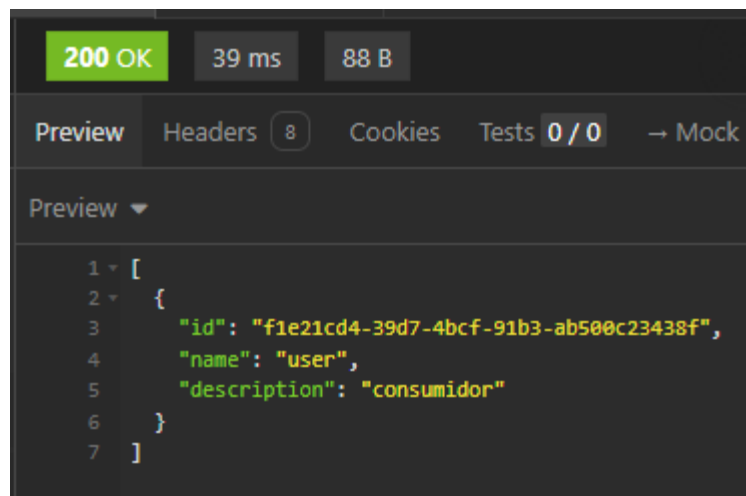 200 OK 39 ms 88 B
Preview Headers 8 Cookies Tests 0 / 0 → Mock
Preview
1 [
2 {
3 "id": "f1e21cd4-39d7-4bcf-91b3-ab500c23438f",
4 "name": "user",
5 "description": "consumidor"
6 }
7 ]